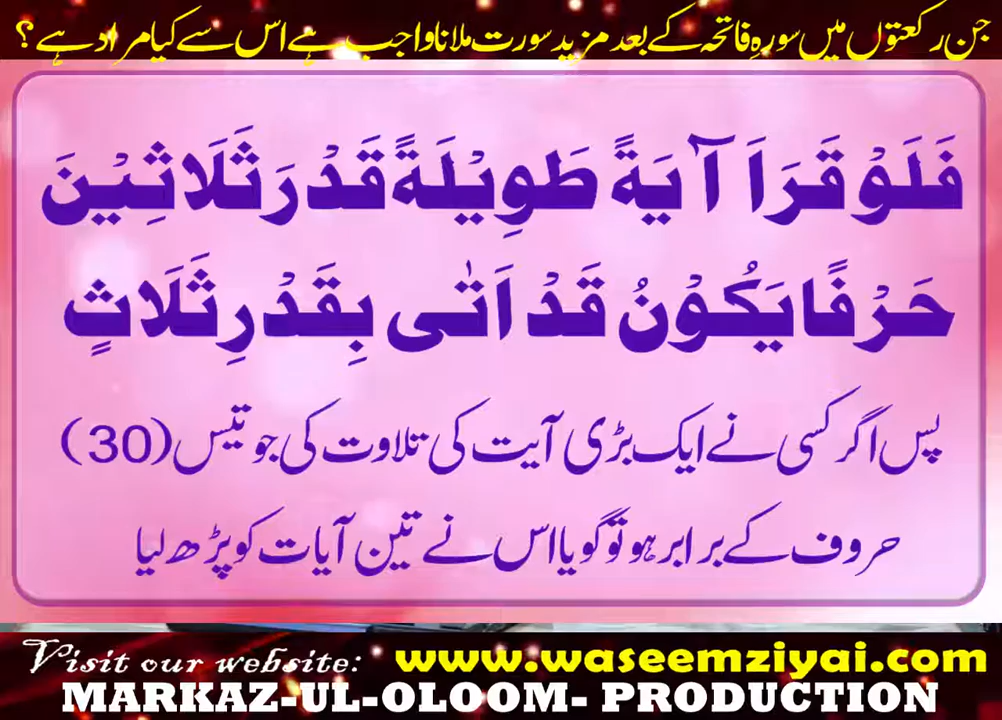 جن رکعتوں میں سورہِ فاتحہ کے بعد مزید سورت ملانا واجب ہے اس سے کیا مراد ہے؟
فَلَوْ قَرَاَ آيَةً طَوِيْلَةً قَدْرَ ثَلَاثِيْنَ
حَرْفًا يَكُوْنُ قَدْ اَتٰى بِقَدْرِ ثَلَاثٍ
پس اگر کسی نے ایک بڑی آیت کی تلاوت کی جو تیس (30)
حروف کے برابر ہو تو گویا اس نے تین آیات کو پڑھ لیا
Visit our website: www.waseemziyai.com
MARKAZ-UL-OLOOM- PRODUCTION